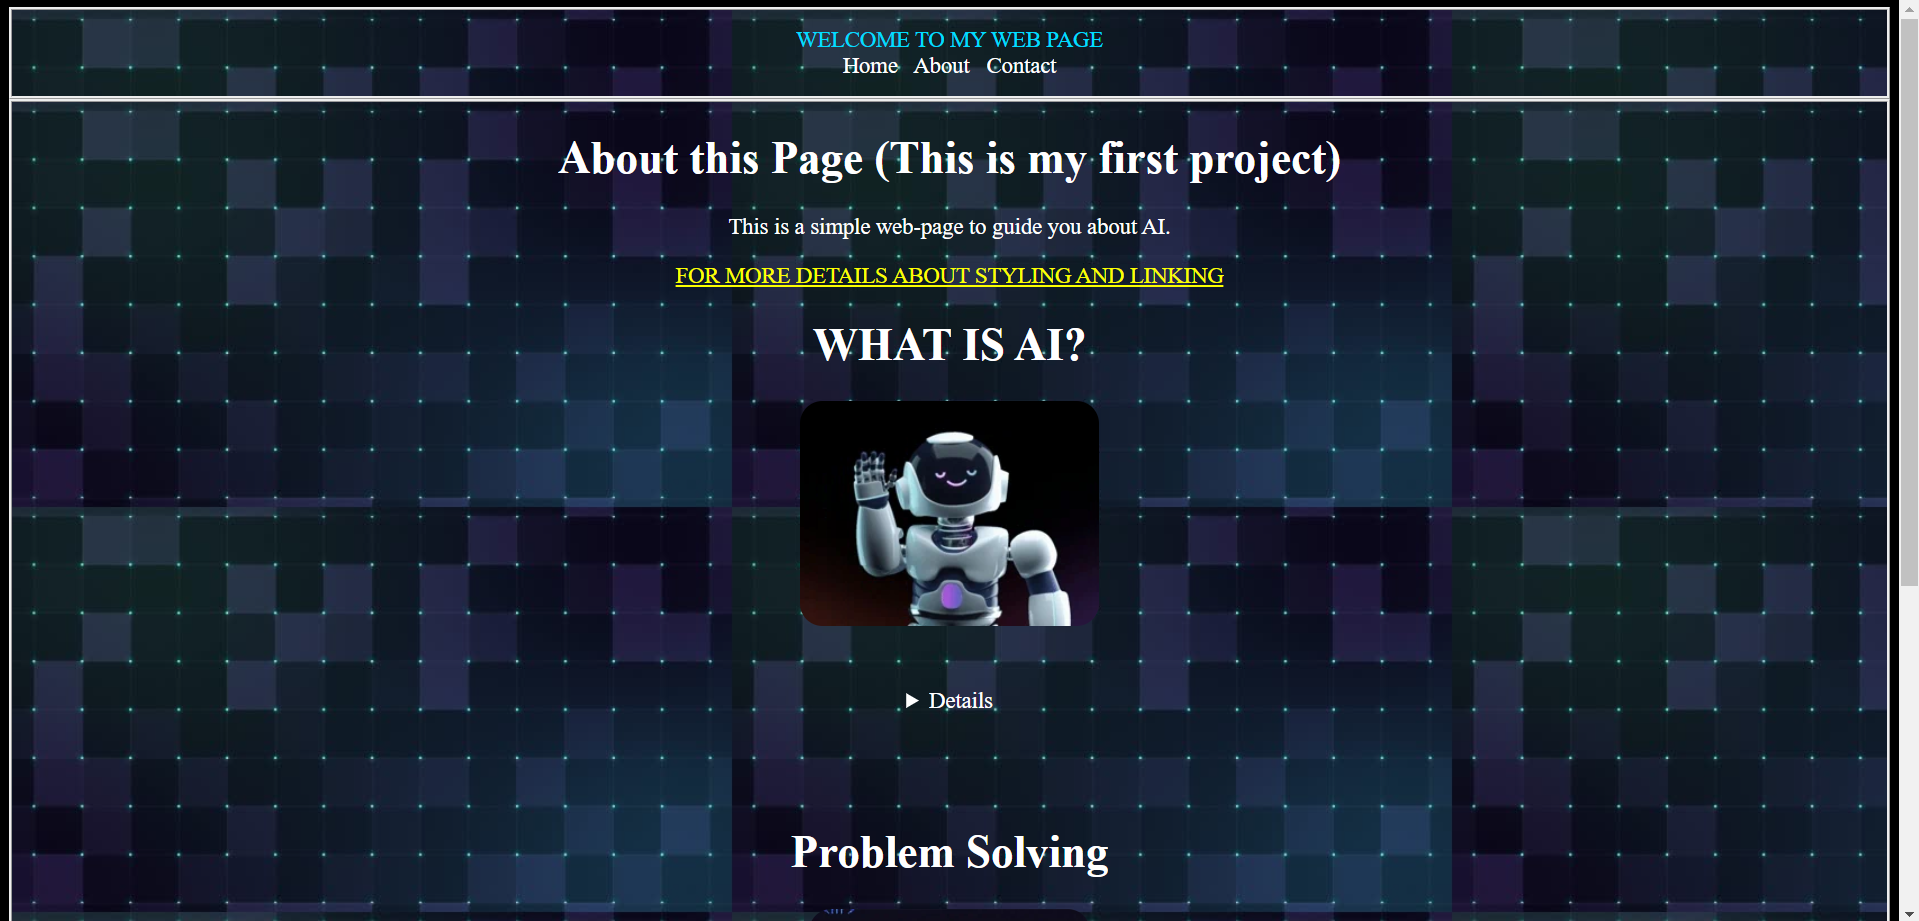 WELCOME TO MY WEB PAGE
Home About Contact
About this Page (This is my first project)
This is a simple web-page to guide you about AI.
FOR MORE DETAILS ABOUT STYLING AND LINKING
WHAT IS AI?
Details
Problem Solving